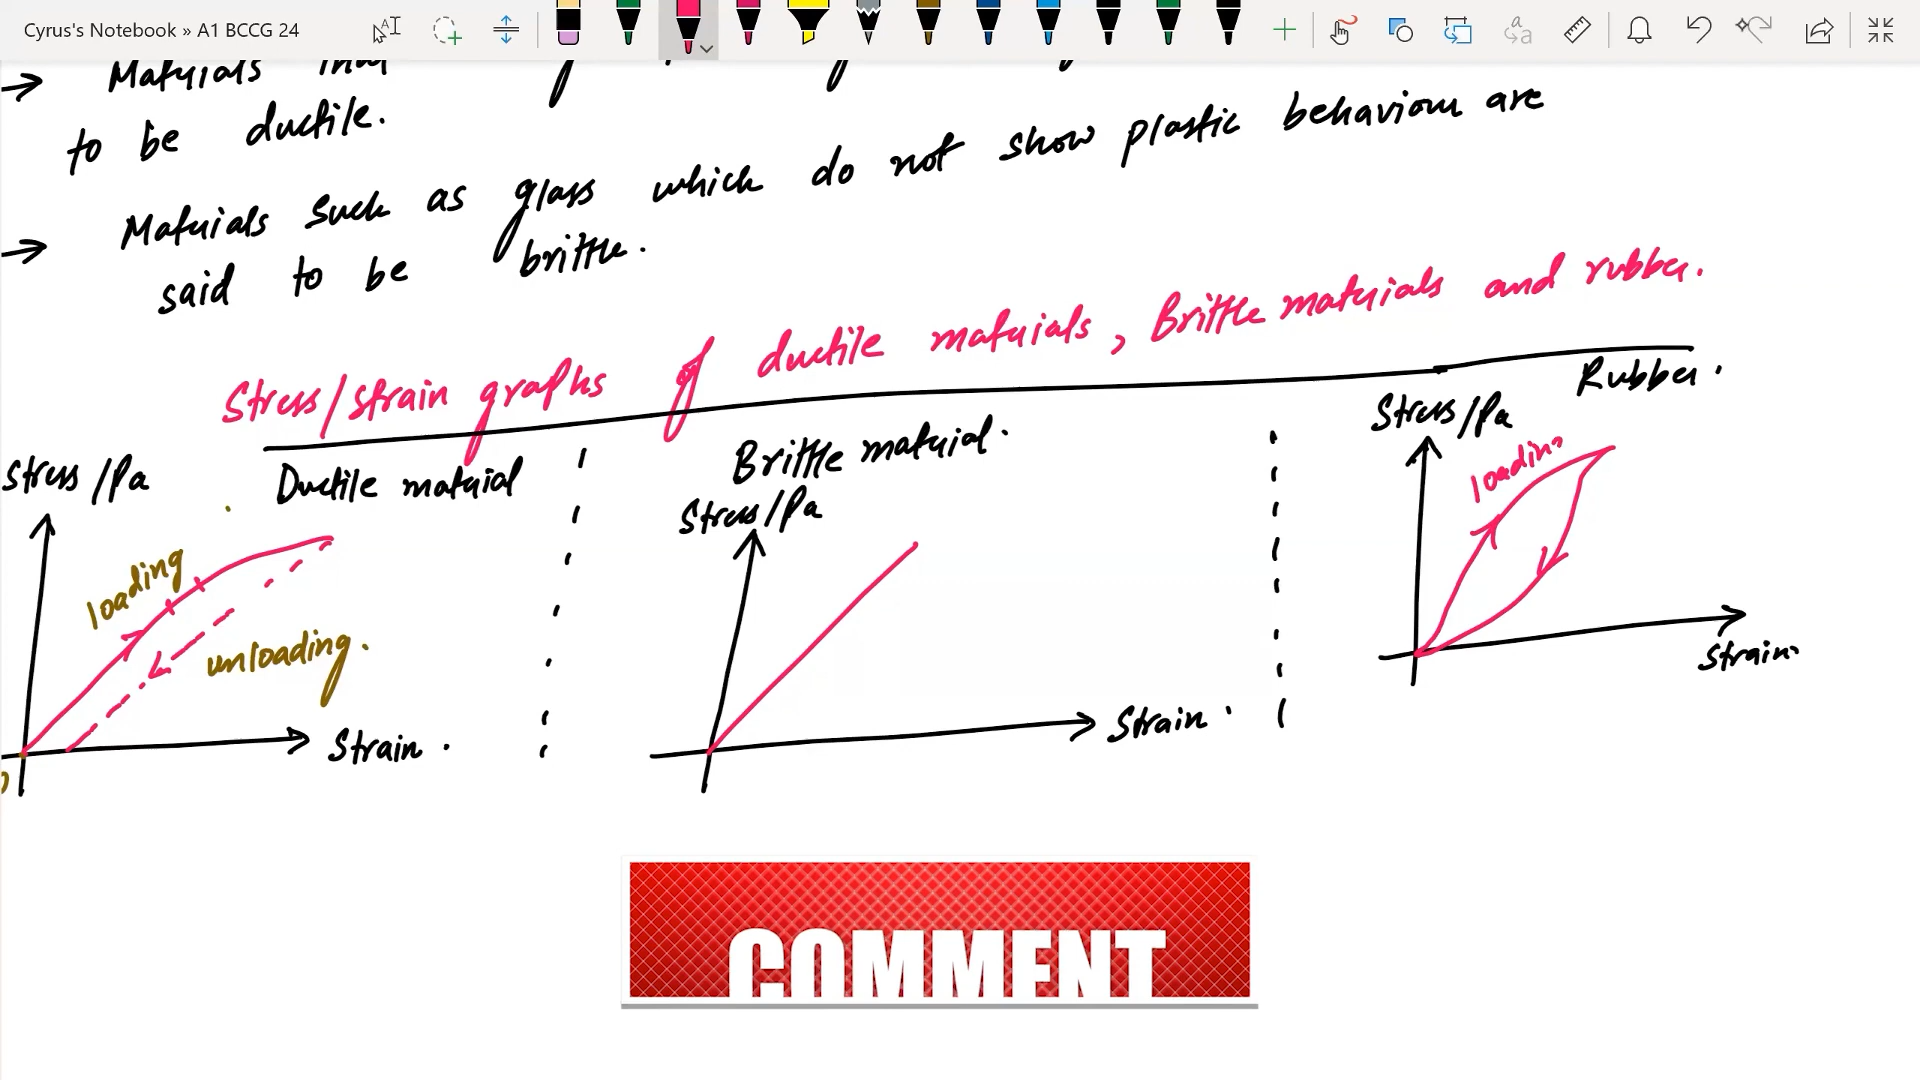 Cyrus's Notebook » A1 BCCG 24
→ Materials that
to be ductile.
→ Materials such as glass which do not show plastic behaviour are
said to be brittle.
Stress/strain graphs of ductile materials, Brittle materials and rubber.
Stress/Pa
Ductile material
loading
unloading.
Strain.
Brittle material.
Stress/Pa
Strain.
Rubber.
Stress/Pa
loading
Strain.
COMMENT